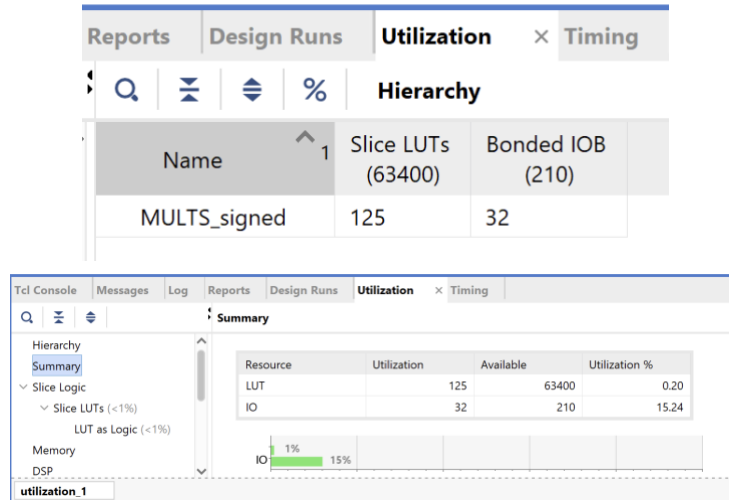 Reports Design Runs Utilization × Timing
% Hierarchy
Name 1 Slice LUTs (63400) Bonded IOB (210)
MULTS_signed 125 32
Tcl Console Messages Log Reports Design Runs Utilization × Timing
Summary
Hierarchy
Summary
Slice Logic
Slice LUTs (<1%)
LUT as Logic (<1%)
Memory
DSP
Resource Utilization Available Utilization %
LUT 125 63400 0.20
IO 32 210 15.24
1%
IO 15%
utilization_1